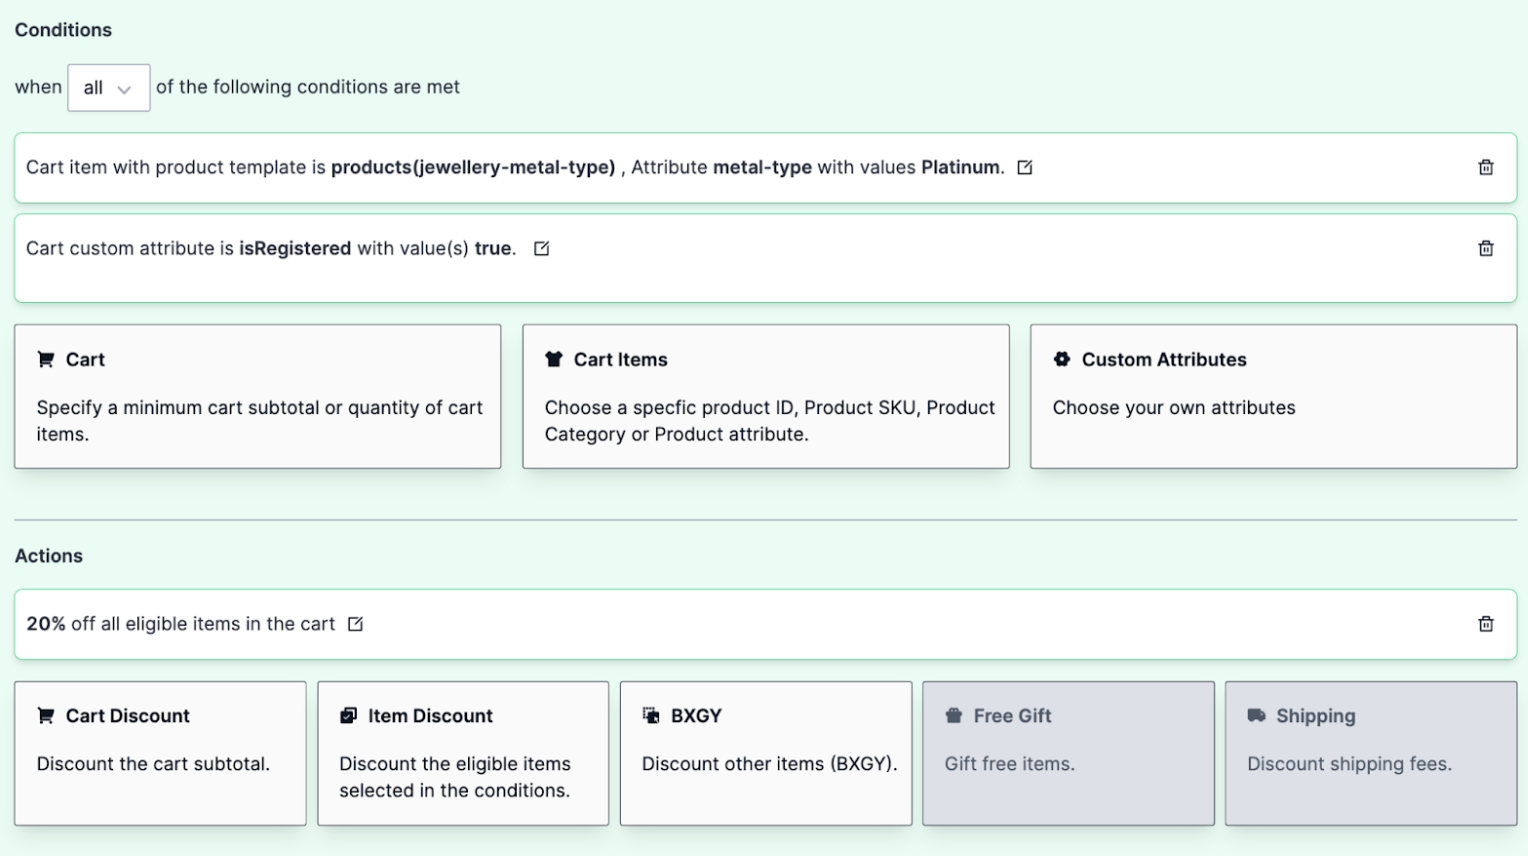 Conditions
when all of the following conditions are met
Cart item with product template is products(jewellery-metal-type) , Attribute metal-type with values Platinum.
Cart custom attribute is isRegistered with value(s) true.
Cart
Specify a minimum cart subtotal or quantity of cart
items.
Cart Items
Choose a specfic product ID, Product SKU, Product
Category or Product attribute.
Custom Attributes
Choose your own attributes
Actions
20% off all eligible items in the cart
Cart Discount
Discount the cart subtotal.
Item Discount
Discount the eligible items
selected in the conditions.
BXGY
Discount other items (BXGY).
Free Gift
Gift free items.
Shipping
Discount shipping fees.